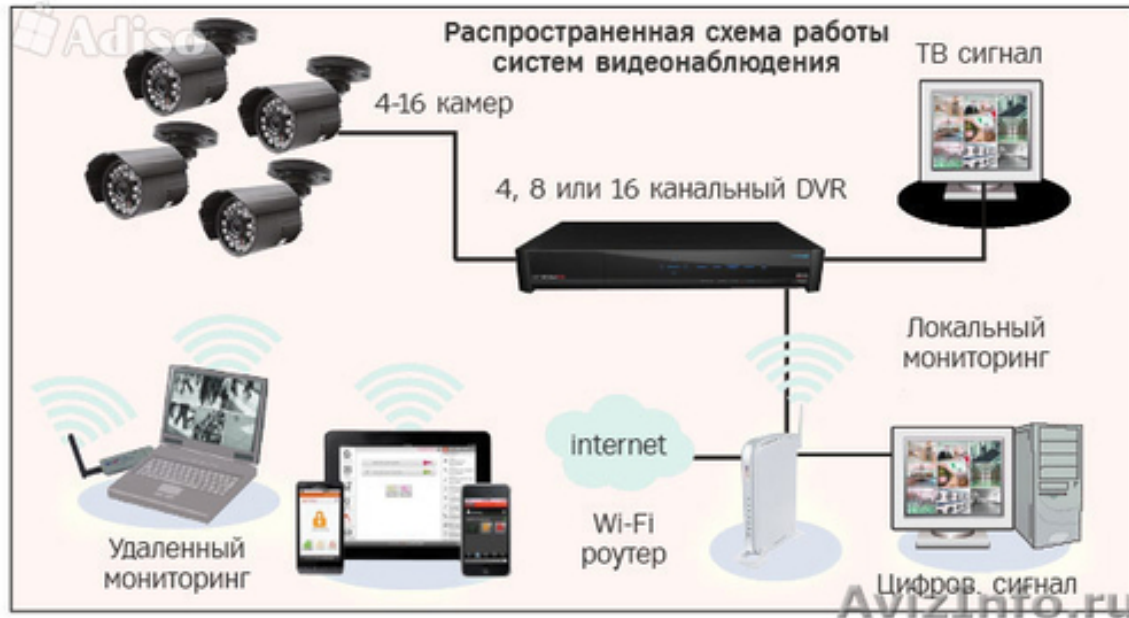 Adiso
Распространенная схема работы
систем видеонаблюдения
ТВ сигнал
4-16 камер
4, 8 или 16 канальный DVR
Локальный
мониторинг
internet
Wi-Fi
роутер
Удаленный
мониторинг
Цифров. сигнал
AvizInfo.ru